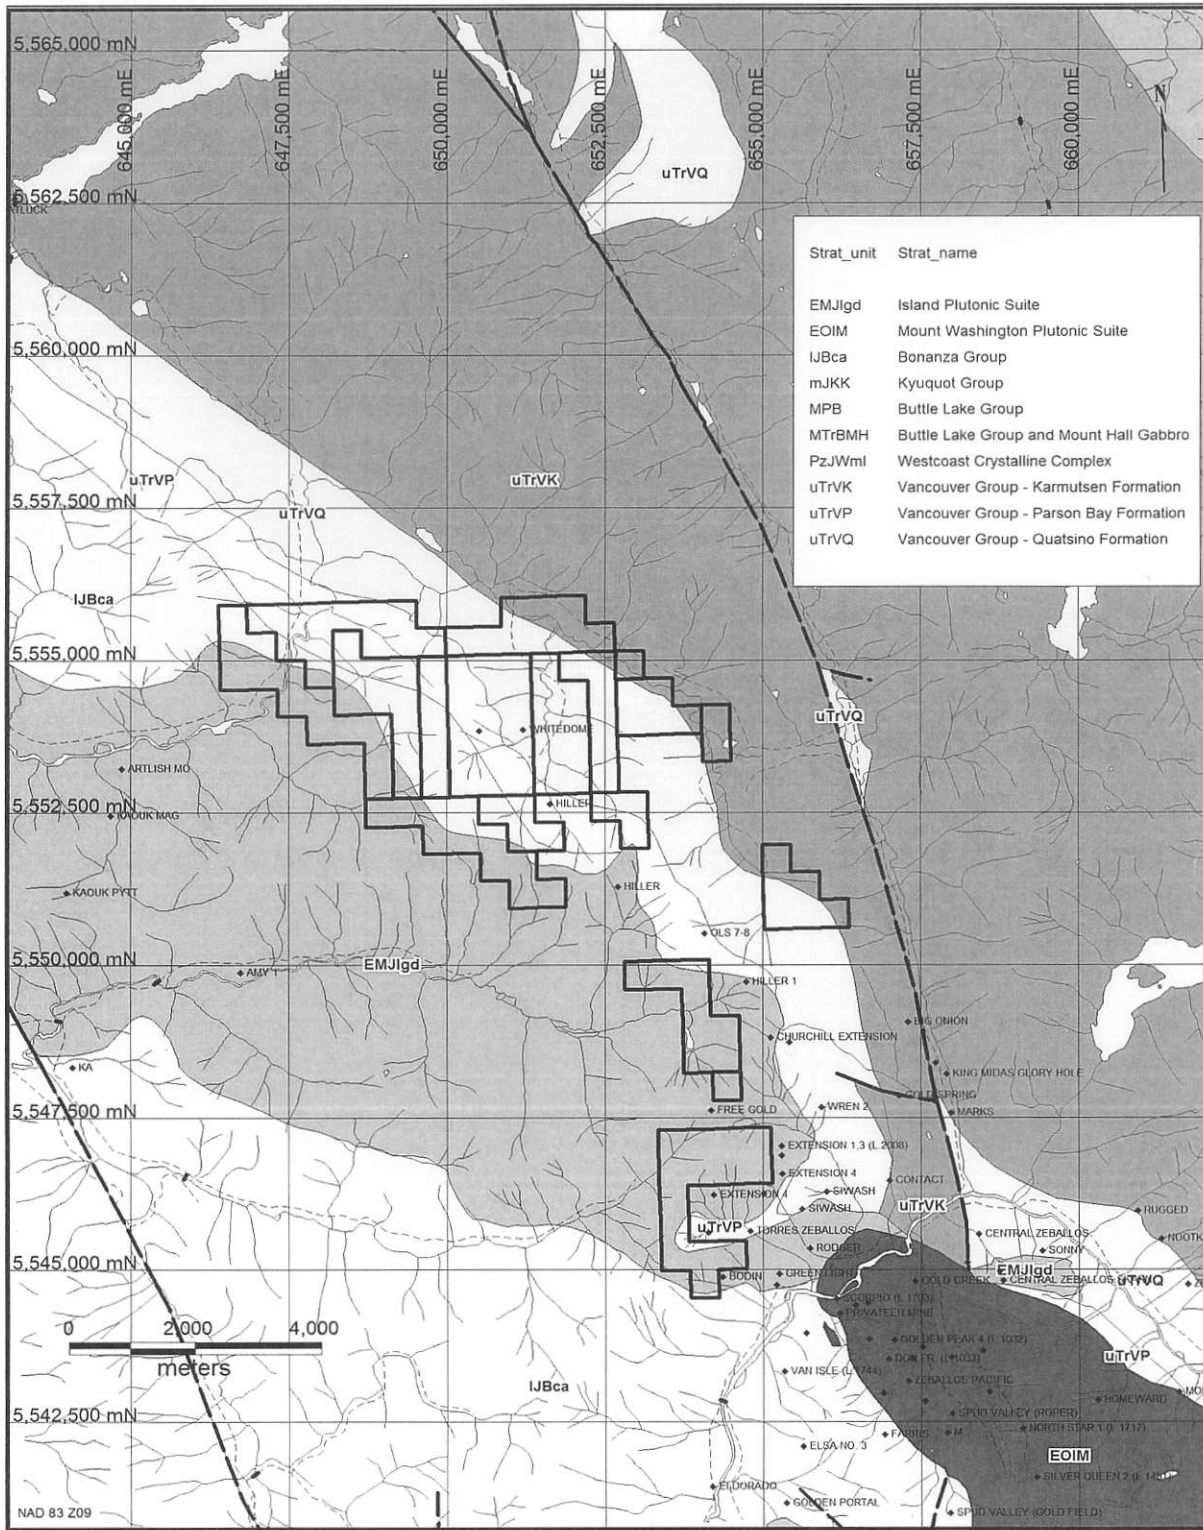 5,565,000 mN
645,000 mE
647,500 mE
650,000 mE
652,500 mE
655,000 mE
657,500 mE
660,000 mE
N
uTrVQ
5,562,500 mN
Strat_unit Strat_name
EMJIgd Island Plutonic Suite
EOIM Mount Washington Plutonic Suite
IJBca Bonanza Group
mJKK Kyuquot Group
MPB Buttle Lake Group
MTrBMH Buttle Lake Group and Mount Hall Gabbro
PzJWml Westcoast Crystalline Complex
uTrVK Vancouver Group - Karmutsen Formation
uTrVP Vancouver Group - Parson Bay Formation
uTrVQ Vancouver Group - Quatsino Formation
5,560,000 mN
uTrVP
uTrVK
5,557,500 mN
uTrVQ
IJBca
5,555,000 mN
uTrVQ
WHITEDOME
ARTLISH MO
5,552,500 mN
HILLER
KAOUK MAG
KAOUK PYTT
HILLER
OLS 7-8
5,550,000 mN
EMJIgd
AMY 1
HILLER 1
BIG ONION
CHURCHILL EXTENSION
KA
KING MIDAS GLORY HOLE
GOLDSPRING
5,547,500 mN
FREE GOLD
WREN 2
MARKS
EXTENSION 1,3 (L.2008)
EXTENSION 4
CONTACT
EXTENSION 4
SIWASH
SIWASH
uTrVK
RUGGED
uTrVP
TORRES ZEBALLOS
CENTRAL ZEBALLOS
NOOTK
RODGER
SONNY
5,545,000 mN
BODIN
GREEN LIGHT
GOLD CREEK
EMJIgd
CENTRAL ZEBALLOS
uTrVQ
SCORPIO (L.1703)
PRIVATEER MINE
0 2,000 4,000
meters
GOLDEN PEAK 4 (L.1032)
uTrVP
VAN ISLE (L.1744)
ZEBALLOS PACIFIC
IJBca
HOMEWARD
MO
5,542,500 mN
SPUD VALLEY (ROPER)
FARRIS
M
NORTH STAR 1 (L.1717)
ELSA NO. 3
EOIM
ELDORADO
GOLDEN PORTAL
SPUD VALLEY (GOLD FIELD)
NAD 83 Z09